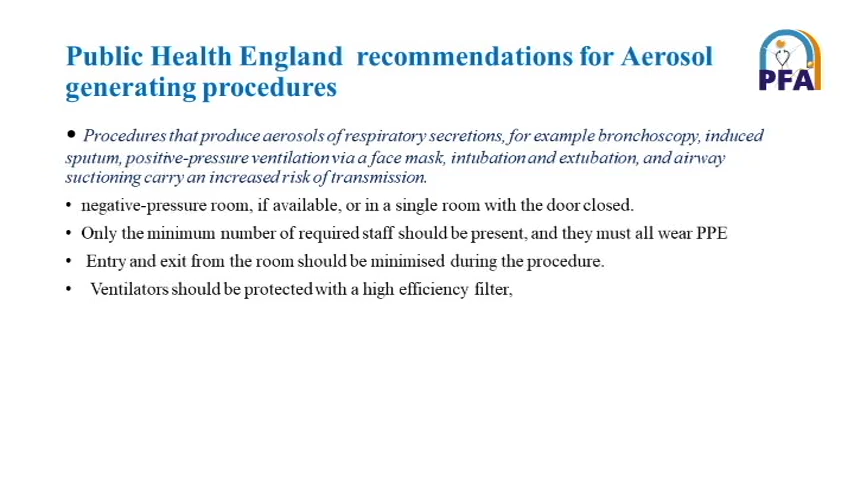 Public Health England recommendations for Aerosol
generating procedures
PFA
• Procedures that produce aerosols of respiratory secretions, for example bronchoscopy, induced
sputum, positive-pressure ventilation via a face mask, intubation and extubation, and airway
suctioning carry an increased risk of transmission.
• negative-pressure room, if available, or in a single room with the door closed.
• Only the minimum number of required staff should be present, and they must all wear PPE
• Entry and exit from the room should be minimised during the procedure.
• Ventilators should be protected with a high efficiency filter,